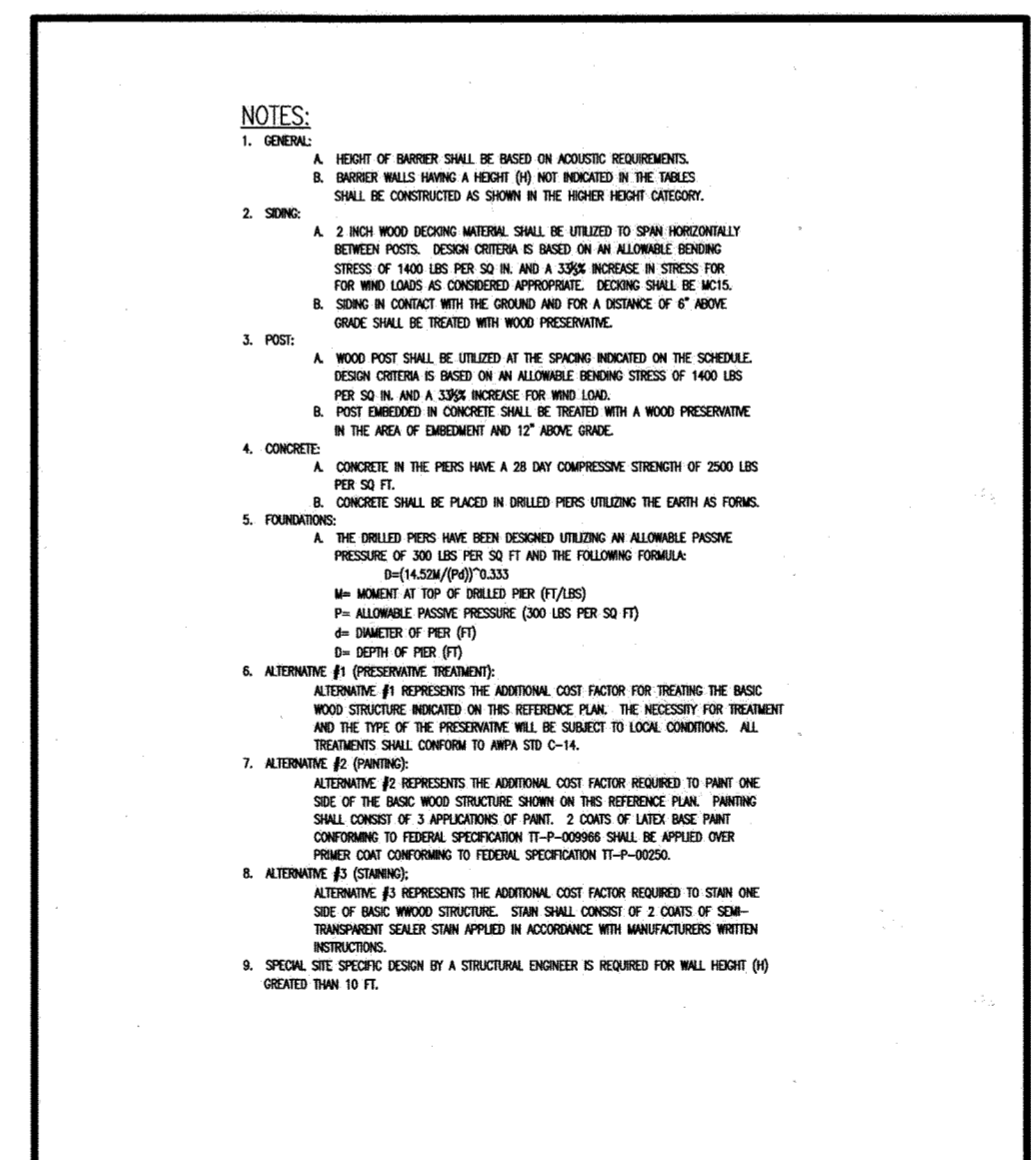 NOTES:
1. GENERAL:
A. HEIGHT OF BARRIER SHALL BE BASED ON ACOUSTIC REQUIREMENTS.
B. BARRIER WALLS HAVING A HEIGHT (H) NOT INDICATED IN THE TABLES
SHALL BE CONSTRUCTED AS SHOWN IN THE HIGHER HEIGHT CATEGORY.
2. SIDING:
A. 2 INCH WOOD DECKING MATERIAL SHALL BE UTILIZED TO SPAN HORIZONTALLY
BETWEEN POSTS. DESIGN CRITERIA IS BASED ON AN ALLOWABLE BENDING
STRESS OF 1400 LBS PER SQ IN. AND A 33⅓% INCREASE IN STRESS FOR
FOR WIND LOADS AS CONSIDERED APPROPRIATE. DECKING SHALL BE MC15.
B. SIDING IN CONTACT WITH THE GROUND AND FOR A DISTANCE OF 6" ABOVE
GRADE SHALL BE TREATED WITH WOOD PRESERVATIVE.
3. POST:
A. WOOD POST SHALL BE UTILIZED AT THE SPACING INDICATED ON THE SCHEDULE.
DESIGN CRITERIA IS BASED ON AN ALLOWABLE BENDING STRESS OF 1400 LBS
PER SQ IN. AND A 33⅓% INCREASE FOR WIND LOAD.
B. POST EMBEDDED IN CONCRETE SHALL BE TREATED WITH A WOOD PRESERVATIVE
IN THE AREA OF EMBEDMENT AND 12" ABOVE GRADE.
4. CONCRETE:
A. CONCRETE IN THE PIERS HAVE A 28 DAY COMPRESSIVE STRENGTH OF 2500 LBS
PER SQ FT.
B. CONCRETE SHALL BE PLACED IN DRILLED PIERS UTILIZING THE EARTH AS FORMS.
5. FOUNDATIONS:
A. THE DRILLED PIERS HAVE BEEN DESIGNED UTILIZING AN ALLOWABLE PASSIVE
PRESSURE OF 300 LBS PER SQ FT AND THE FOLLOWING FORMULA:
D=(14.52M/(Pd))^0.333
M= MOMENT AT TOP OF DRILLED PIER (FT/LBS)
P= ALLOWABLE PASSIVE PRESSURE (300 LBS PER SQ FT)
d= DIAMETER OF PIER (FT)
D= DEPTH OF PIER (FT)
6. ALTERNATIVE #1 (PRESERVATIVE TREATMENT):
ALTERNATIVE #1 REPRESENTS THE ADDITIONAL COST FACTOR FOR TREATING THE BASIC
WOOD STRUCTURE INDICATED ON THIS REFERENCE PLAN. THE NECESSITY FOR TREATMENT
AND THE TYPE OF THE PRESERVATIVE WILL BE SUBJECT TO LOCAL CONDITIONS. ALL
TREATMENTS SHALL CONFORM TO AWPA STD C-14.
7. ALTERNATIVE #2 (PAINTING):
ALTERNATIVE #2 REPRESENTS THE ADDITIONAL COST FACTOR REQUIRED TO PAINT ONE
SIDE OF THE BASIC WOOD STRUCTURE SHOWN ON THIS REFERENCE PLAN. PAINTING
SHALL CONSIST OF 3 APPLICATIONS OF PAINT. 2 COATS OF LATEX BASE PAINT
CONFORMING TO FEDERAL SPECIFICATION TT-P-009966 SHALL BE APPLIED OVER
PRIMER COAT CONFORMING TO FEDERAL SPECIFICATION TT-P-00250.
8. ALTERNATIVE #3 (STAINING);
ALTERNATIVE #3 REPRESENTS THE ADDITIONAL COST FACTOR REQUIRED TO STAIN ONE
SIDE OF BASIC WWOOD STRUCTURE. STAIN SHALL CONSIST OF 2 COATS OF SEMI-
TRANSPARENT SEALER STAIN APPLIED IN ACCORDANCE WITH MANUFACTURERS WRITTEN
INSTRUCTIONS.
9. SPECIAL SITE SPECIFIC DESIGN BY A STRUCTURAL ENGINEER IS REQUIRED FOR WALL HEIGHT (H)
GREATED THAN 10 FT.